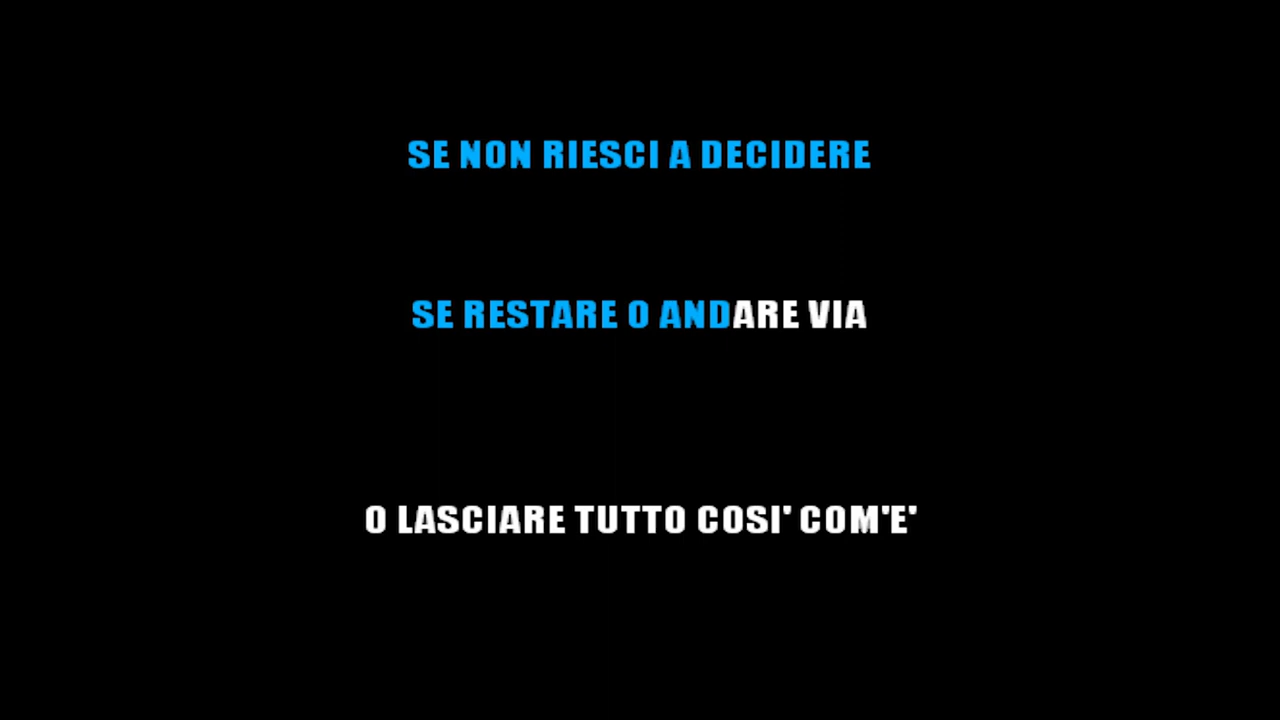 SE NON RIESCI A DECIDERE
SE RESTARE O ANDARE VIA
O LASCIARE TUTTO COSI' COM'E'